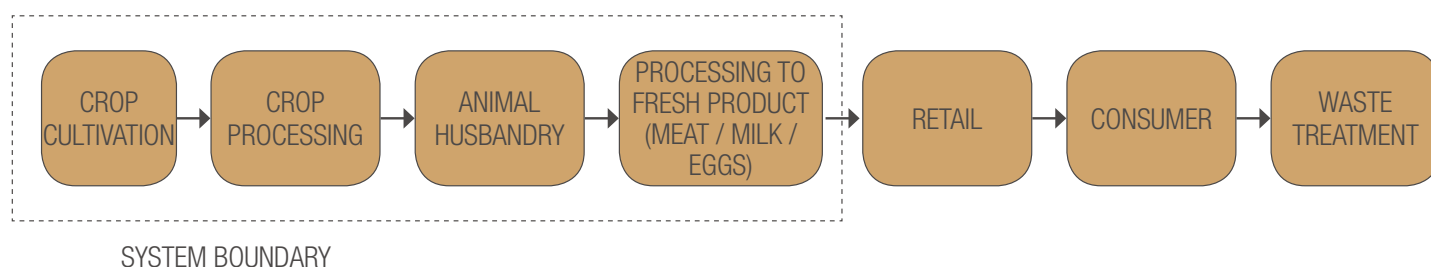 CROP
CULTIVATION
CROP
PROCESSING
ANIMAL
HUSBANDRY
PROCESSING TO
FRESH PRODUCT
(MEAT / MILK /
EGGS)
RETAIL
CONSUMER
WASTE
TREATMENT
SYSTEM BOUNDARY